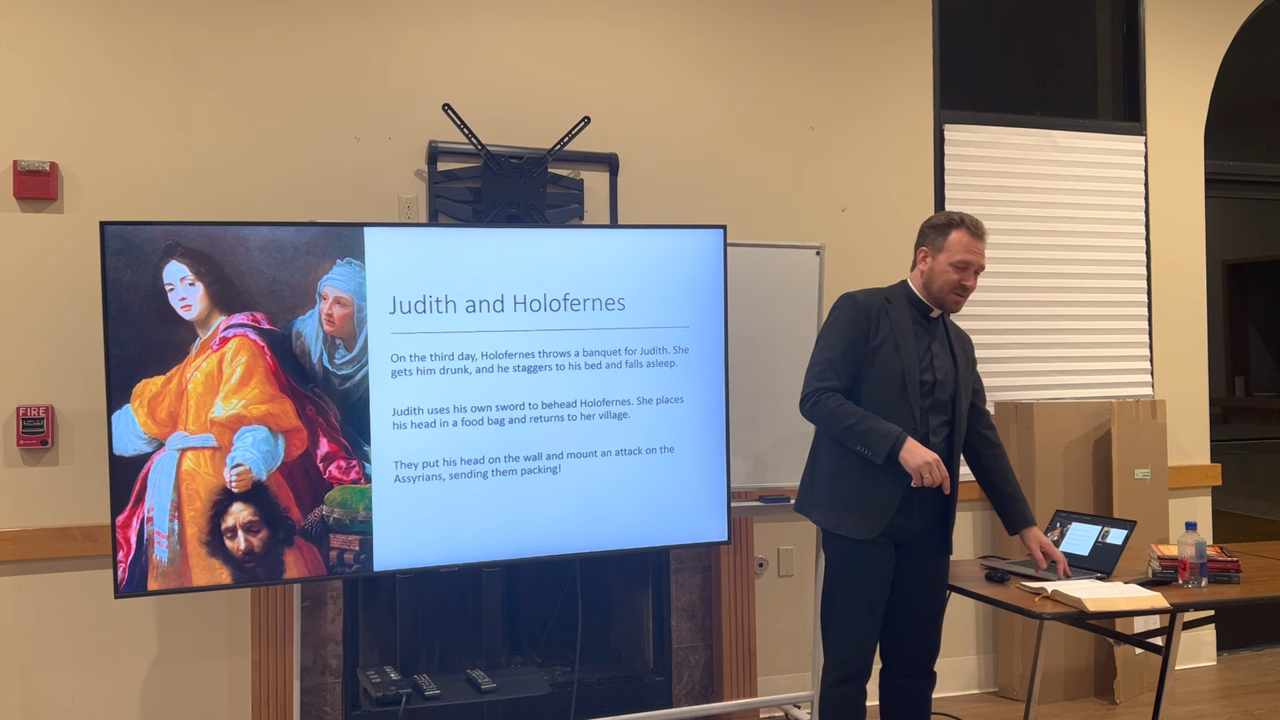 FIRE
Judith and Holofernes
On the third day, Holofernes throws a banquet for Judith. She
gets him drunk, and he staggers to his bed and falls asleep.
Judith uses his own sword to behead Holofernes. She places
his head in a food bag and returns to her village.
They put his head on the wall and mount an attack on the
Assyrians, sending them packing!